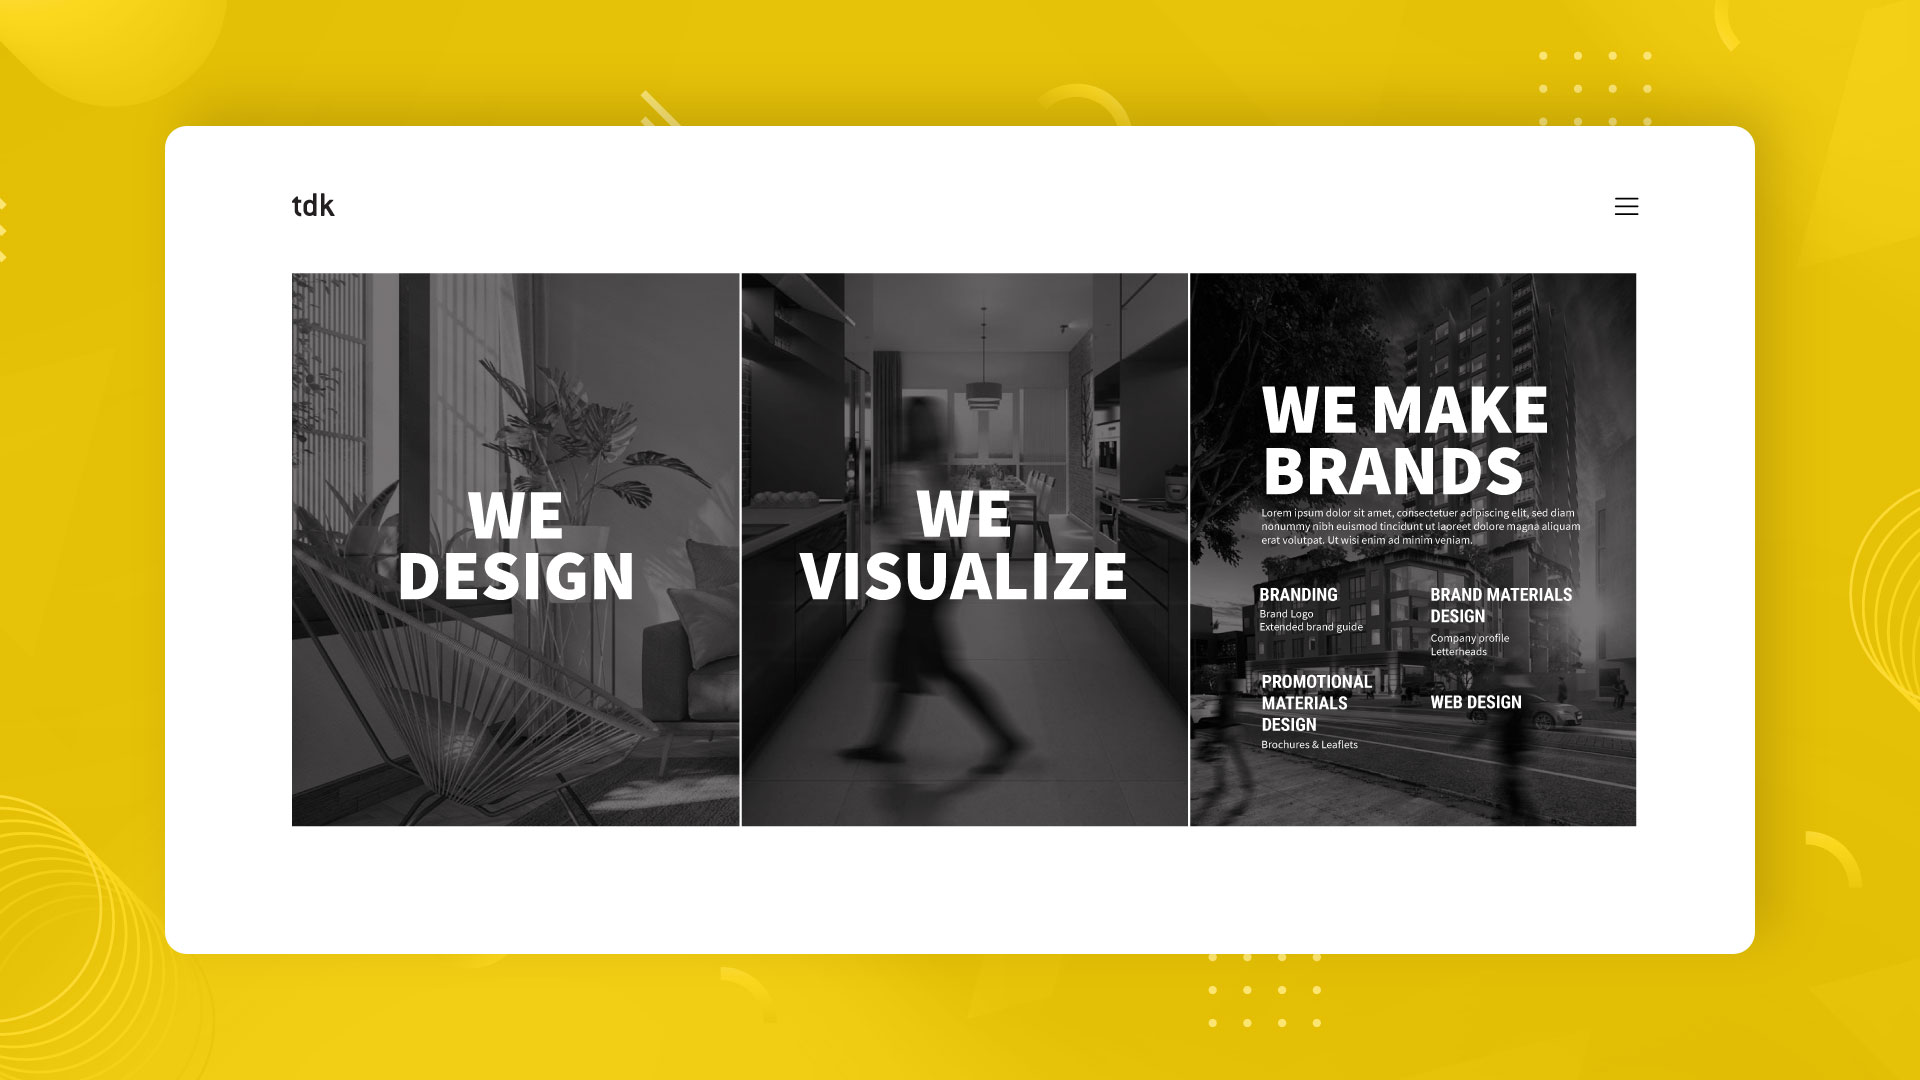 tdk
WE
DESIGN
WE
VISUALIZE
WE MAKE
BRANDS
Lorem ipsum dolor sit amet, consectetuer adipiscing elit, sed diam
nonummy nibh euismod tincidunt ut laoreet dolore magna aliquam
erat volutpat. Ut wisi enim ad minim veniam.
BRANDING
Brand Logo
Extended brand guide
BRAND MATERIALS
DESIGN
Company profile
Letterheads
PROMOTIONAL
MATERIALS
DESIGN
Brochures & Leaflets
WEB DESIGN